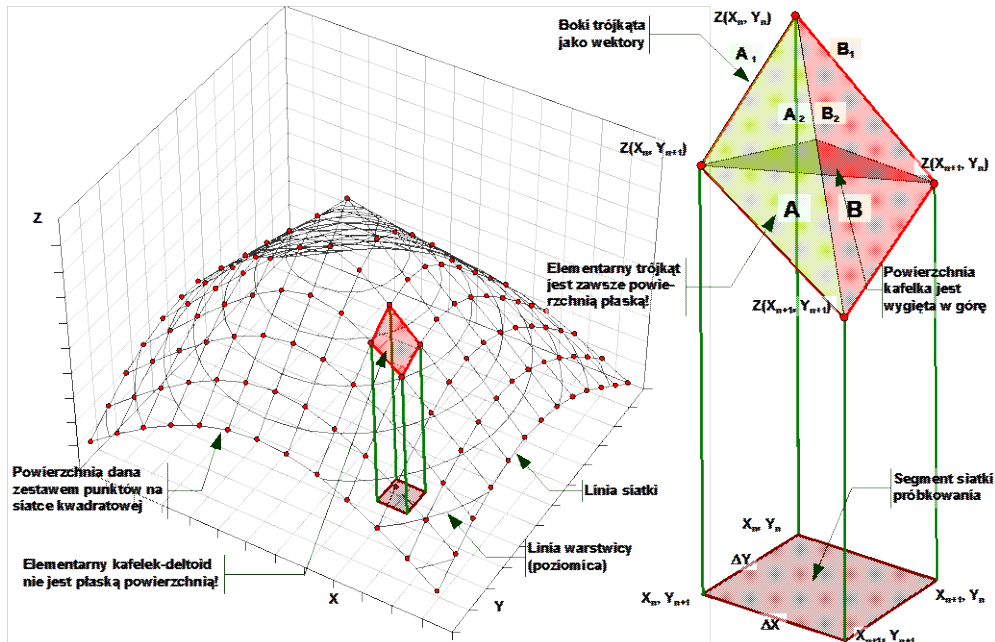 Boki trójkąta
jako wektory
Z(Xn, Yn)
A1
B1
A2
B2
Z(Xn, Yn+1)
Z(Xn+1, Yn)
A
B
Elementarny trójkąt
jest zawsze powie-
rzchnią płaską!
Z(Xn+1, Yn+1)
Powierzchnia
kafelka jest
wygięta w górę
Z
Powierzchnia dana
zestawem punktów na
siatce kwadratowej
Linia siatki
Segment siatki
próbkowania
Elementarny kafelek-deltoid
nie jest płaską powierzchnią!
Linia warstwicy
(poziomica)
X
Y
Xn, Yn
ΔY
Xn, Yn+1
Xn+1, Yn
ΔX
Xn+1, Yn+1